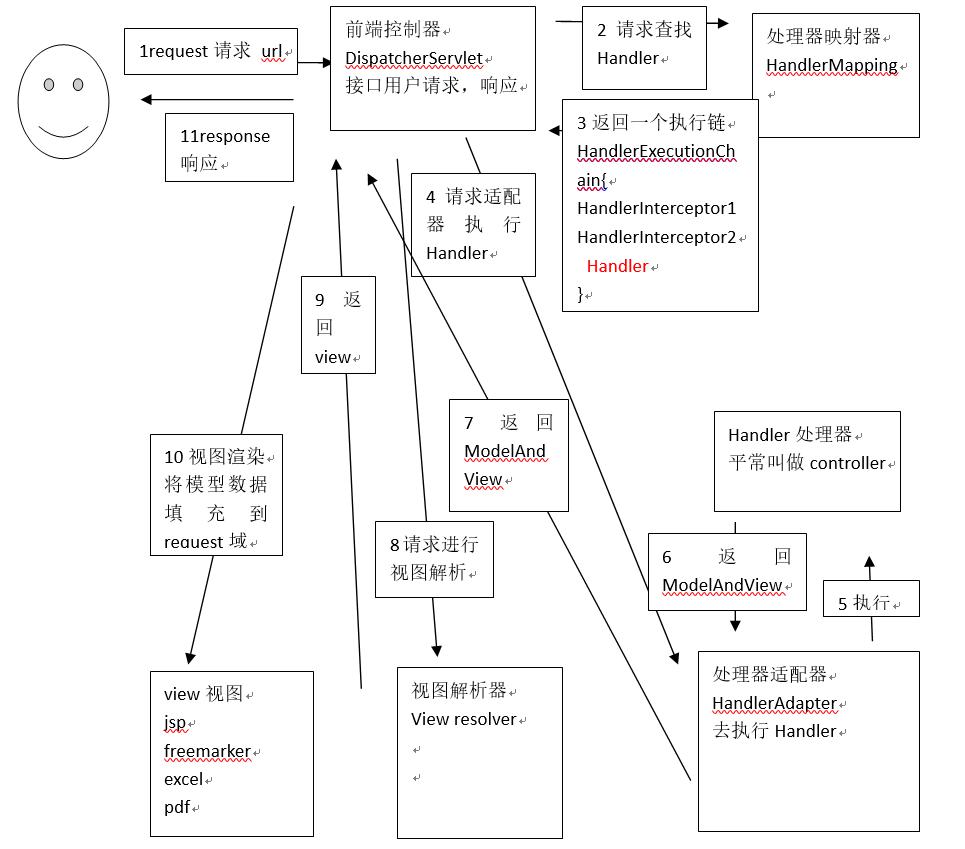 1request 请求 url
前端控制器
DispatcherServlet
接口用户请求，响应
2 请求查找
Handler
处理器映射器
HandlerMapping
11response
响应
3 返回一个执行链
HandlerExecutionCh
ain{
HandlerInterceptor1
HandlerInterceptor2
Handler
}
4 请求适配
器执行
Handler
9 返
回
view
7 返回
ModelAnd
View
Handler 处理器
平常叫做 controller
10 视图渲染
将模型数据
填充到
request 域
8 请求进行
视图解析
6 返回
ModelAndView
5 执行
view 视图
jsp
freemarker
excel
pdf
视图解析器
View resolver
处理器适配器
HandlerAdapter
去执行 Handler